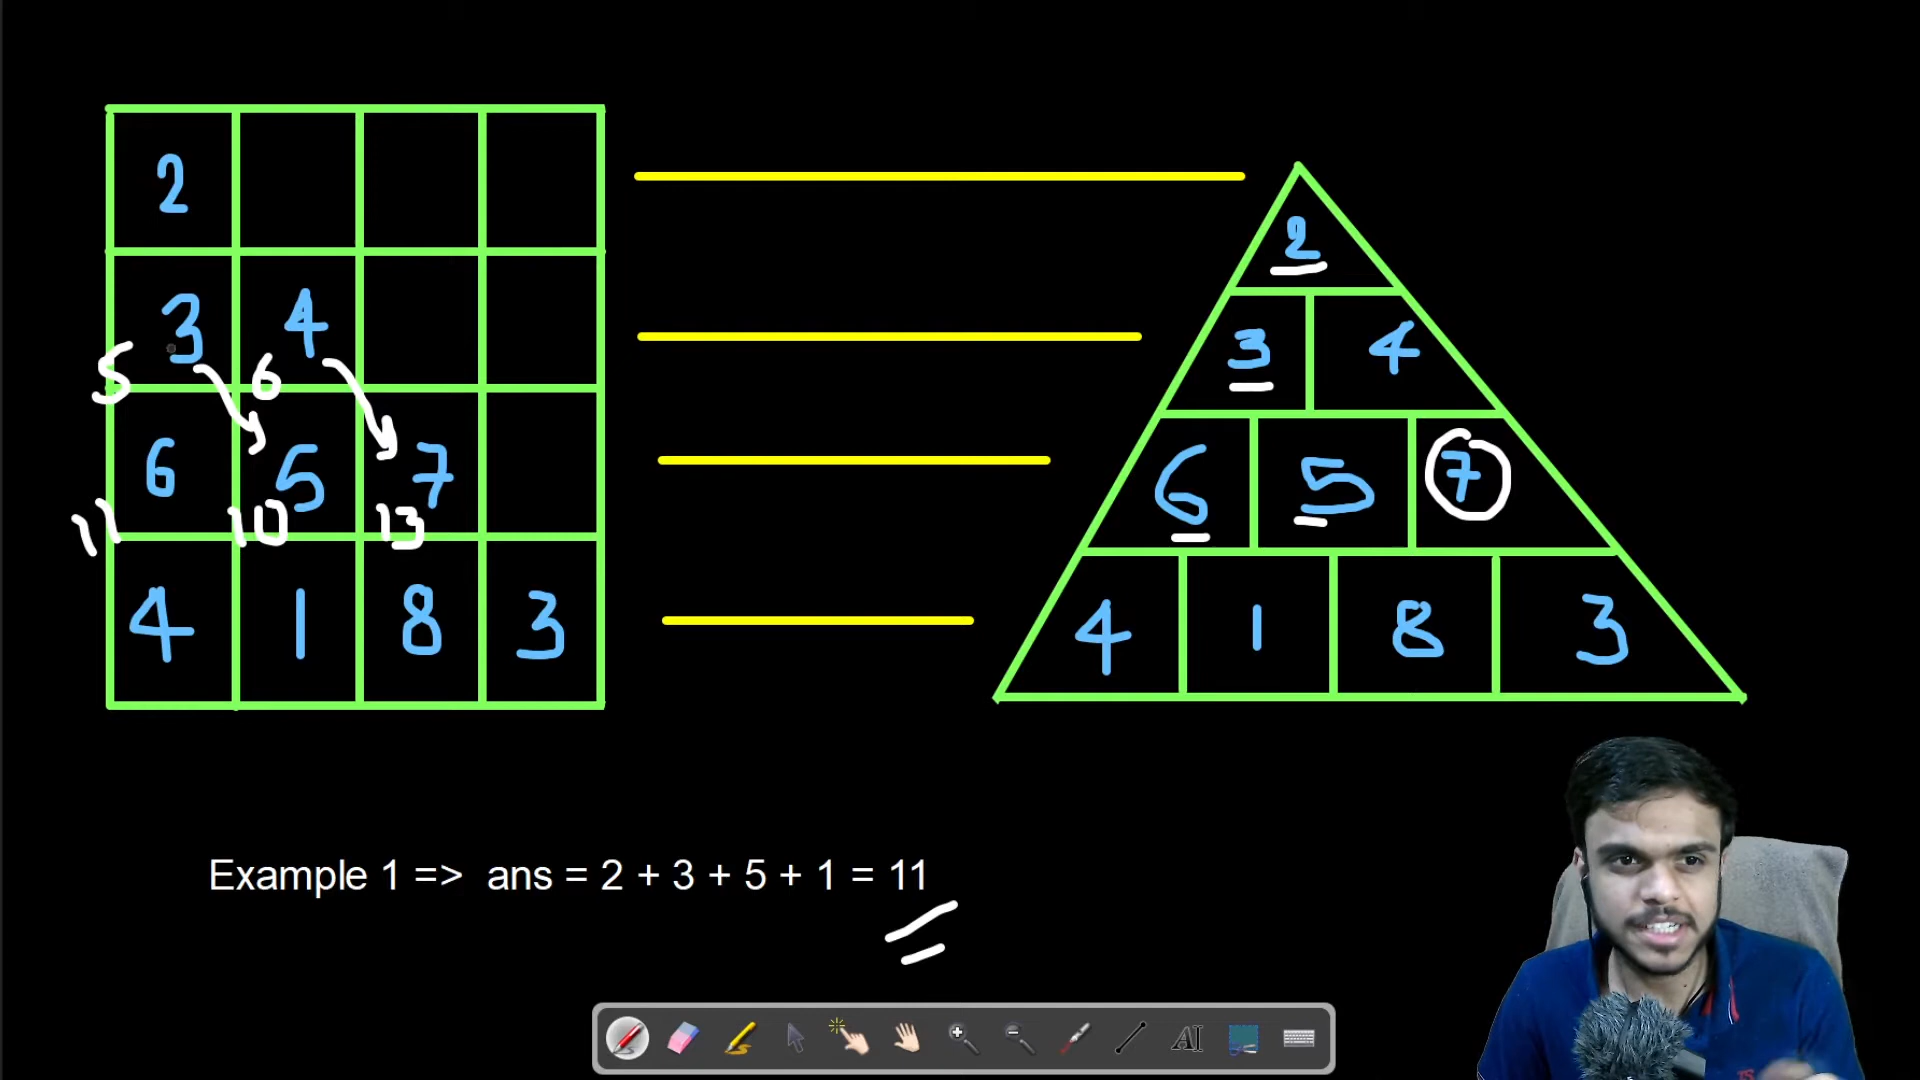 2
2
3 4
3 4
5 6
6 5 7
6 5 7
11 10 13
4 1 8 3
4 1 8 3
Example 1 => ans = 2 + 3 + 5 + 1 = 11
AI